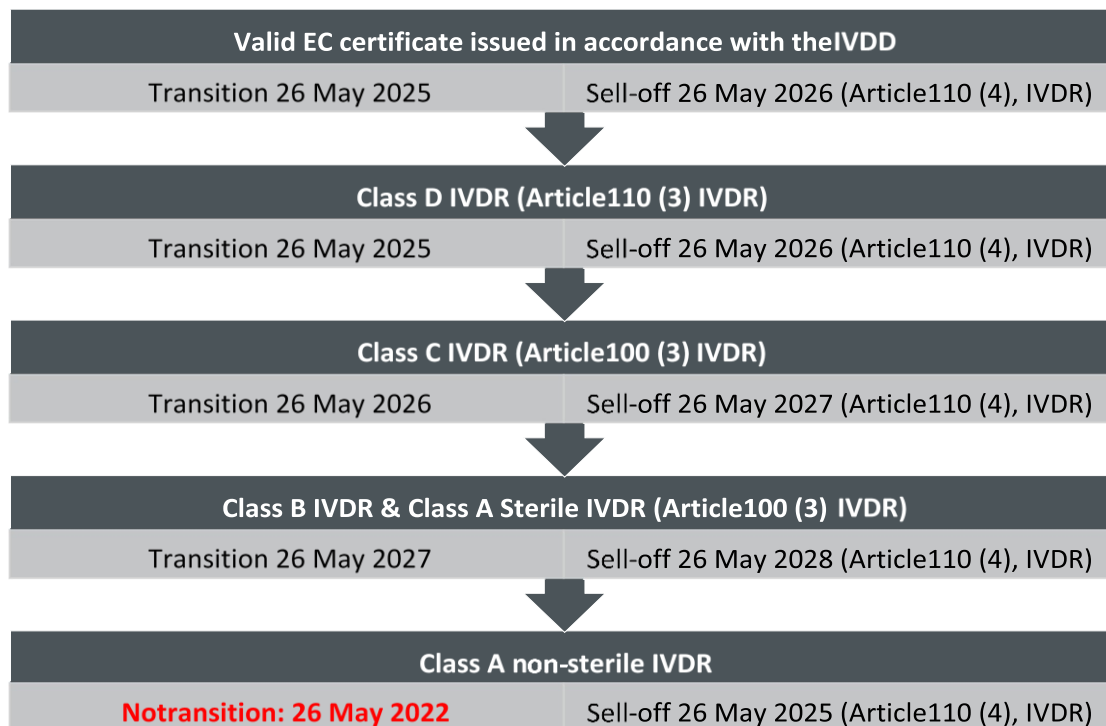 Valid EC certificate issued in accordance with theIVDD
Transition 26 May 2025
Sell-off 26 May 2026 (Article110 (4), IVDR)
Class D IVDR (Article110 (3) IVDR)
Transition 26 May 2025
Sell-off 26 May 2026 (Article110 (4), IVDR)
Class C IVDR (Article100 (3) IVDR)
Transition 26 May 2026
Sell-off 26 May 2027 (Article110 (4), IVDR)
Class B IVDR & Class A Sterile IVDR (Article100 (3) IVDR)
Transition 26 May 2027
Sell-off 26 May 2028 (Article110 (4), IVDR)
Class A non-sterile IVDR
Notransition: 26 May 2022
Sell-off 26 May 2025 (Article110 (4), IVDR)